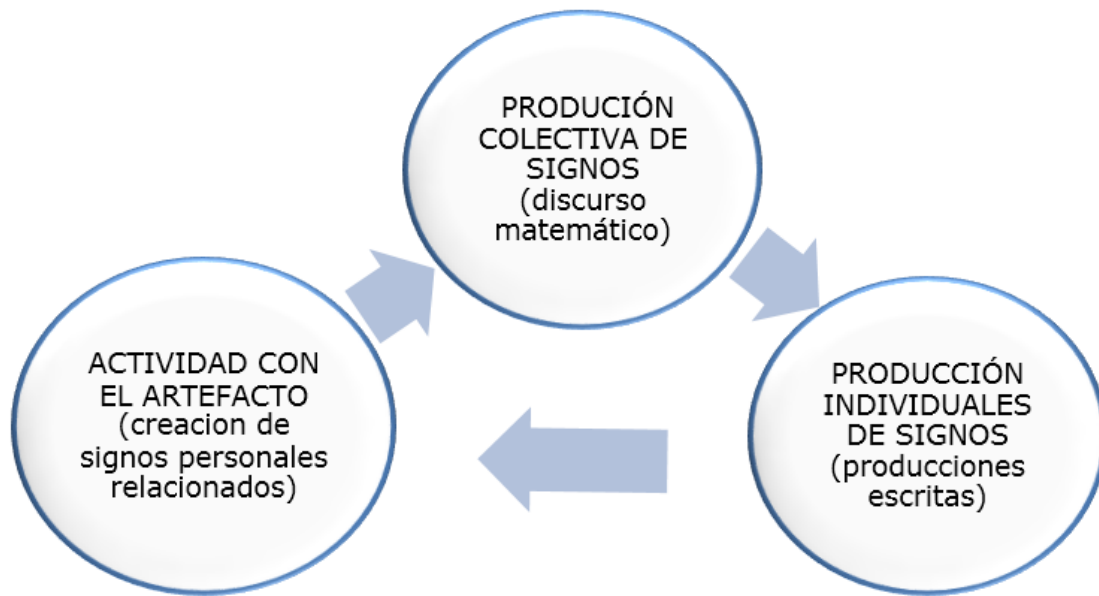 PRODUCIÓN
COLECTIVA DE
SIGNOS
(discurso
matemático)
ACTIVIDAD CON
EL ARTEFACTO
(creacion de
signos personales
relacionados)
PRODUCCIÓN
INDIVIDUALES
DE SIGNOS
(producciones
escritas)